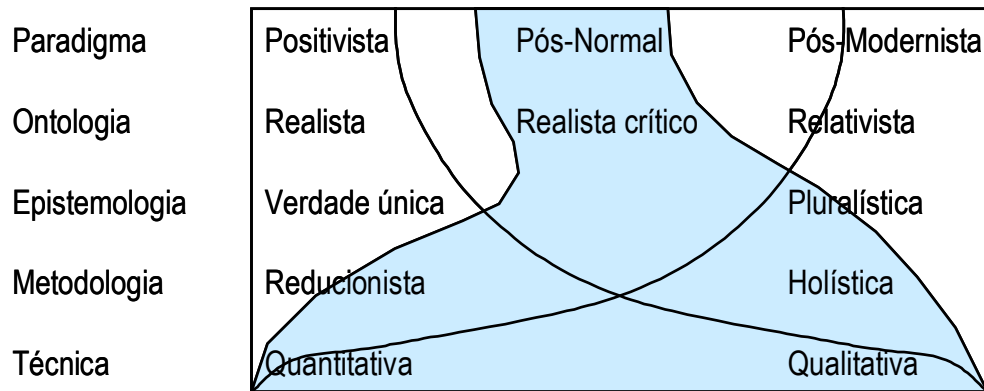 Paradigma Positivista Pós-Normal Pós-Modernista
Ontologia Realista Realista crítico Relativista
Epistemologia Verdade única Pluralística
Metodologia Reducionista Holística
Técnica Quantitativa Qualitativa